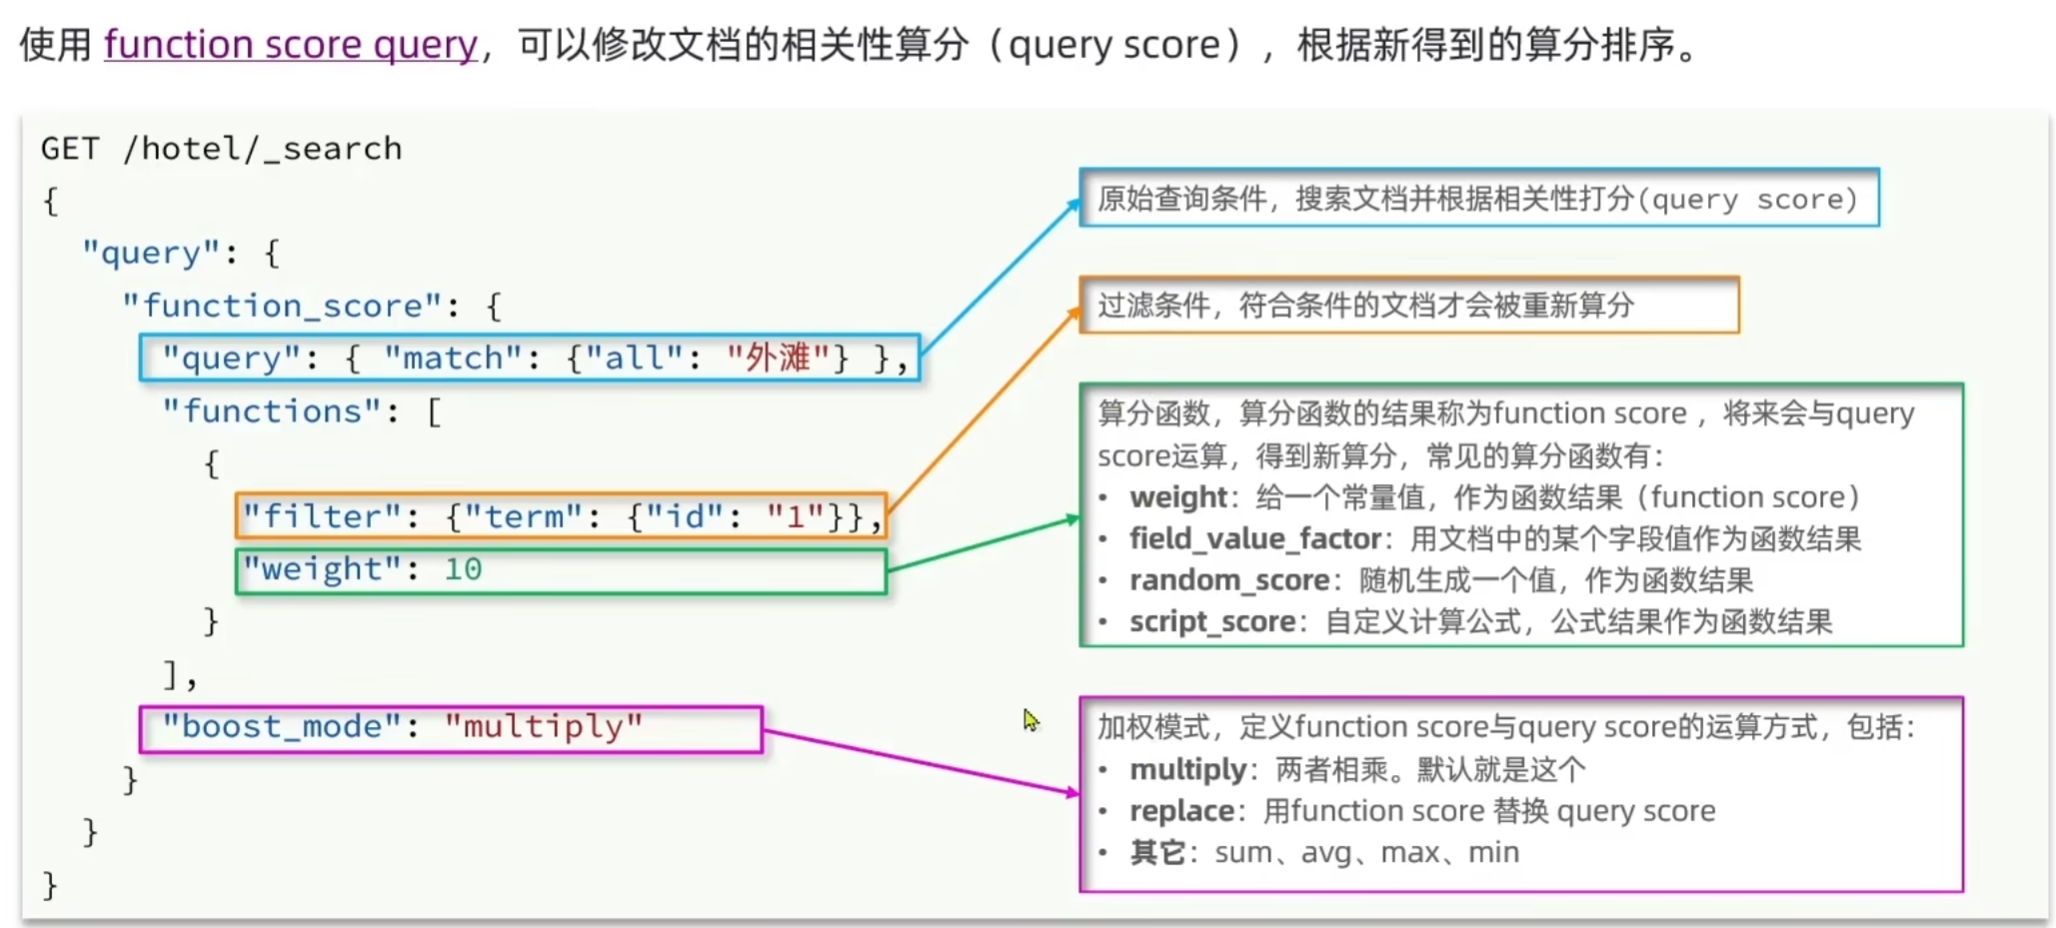 使用 function score query，可以修改文档的相关性算分（query score），根据新得到的算分排序。
GET /hotel/_search
{
"query": {
"function_score": {
"query": { "match": {"all": "外滩"} },
"functions": [
{
"filter": {"term": {"id": "1"}},
"weight": 10
}
],
"boost_mode": "multiply"
}
}
}
原始查询条件，搜索文档并根据相关性打分(query score)
过滤条件，符合条件的文档才会被重新算分
算分函数，算分函数的结果称为function score ，将来会与query
score运算，得到新算分，常见的算分函数有：
• weight：给一个常量值，作为函数结果（function score）
• field_value_factor：用文档中的某个字段值作为函数结果
• random_score：随机生成一个值，作为函数结果
• script_score：自定义计算公式，公式结果作为函数结果
加权模式，定义function score与query score的运算方式，包括：
• multiply：两者相乘。默认就是这个
• replace：用function score 替换 query score
• 其它：sum、avg、max、min